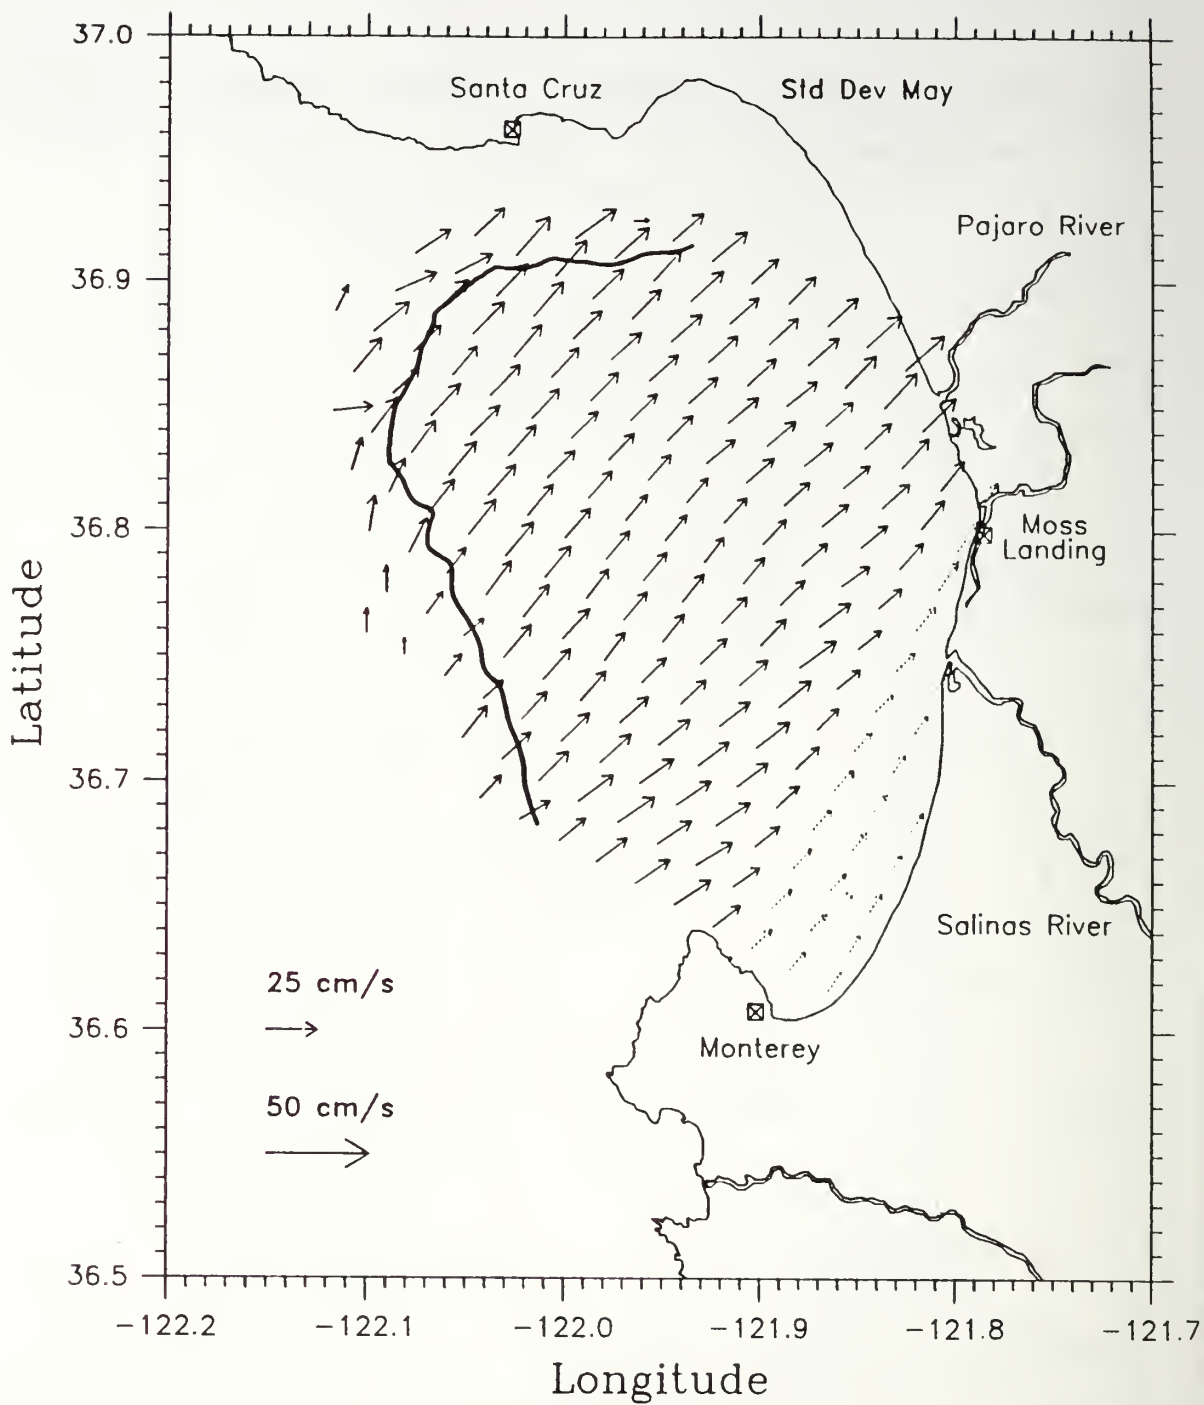 37.0
Santa Cruz
Std Dev May
Pajaro River
36.9
36.8
Moss
Landing
Latitude
36.7
Salinas River
25 cm/s
36.6
Monterey
50 cm/s
36.5
-122.2
-122.1
-122.0
-121.9
-121.8
-121.7
Longitude